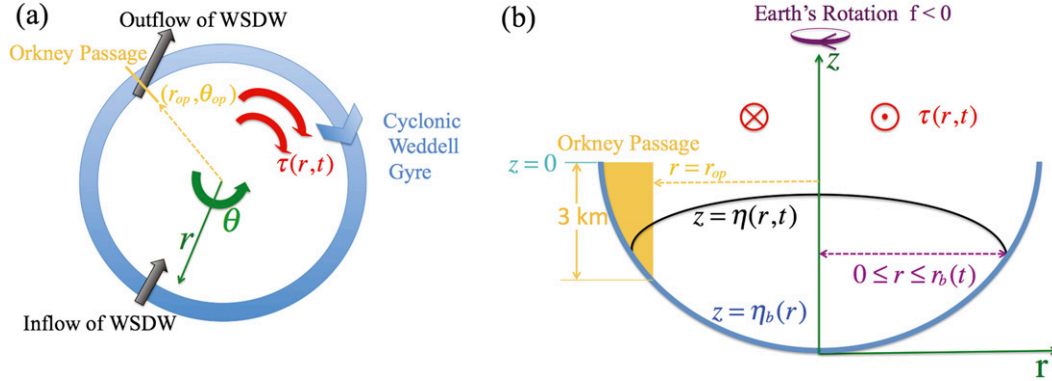 (a)
Outflow of WSDW
Orkney Passage
(r_op, θ_op)
τ(r,t)
Cyclonic
Weddell
Gyre
θ
r
Inflow of WSDW
(b)
Earth's Rotation f < 0
z
τ(r,t)
Orkney Passage
z = 0
r = r_op
3 km
z = η(r,t)
0 ≤ r ≤ r_b(t)
z = η_b(r)
r